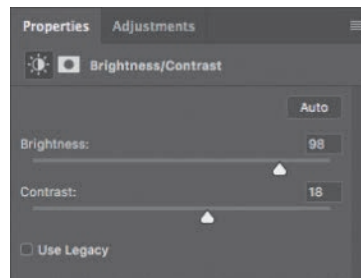 Properties Adjustments
Brightness/Contrast
Auto
Brightness: 98
Contrast: 18
Use Legacy